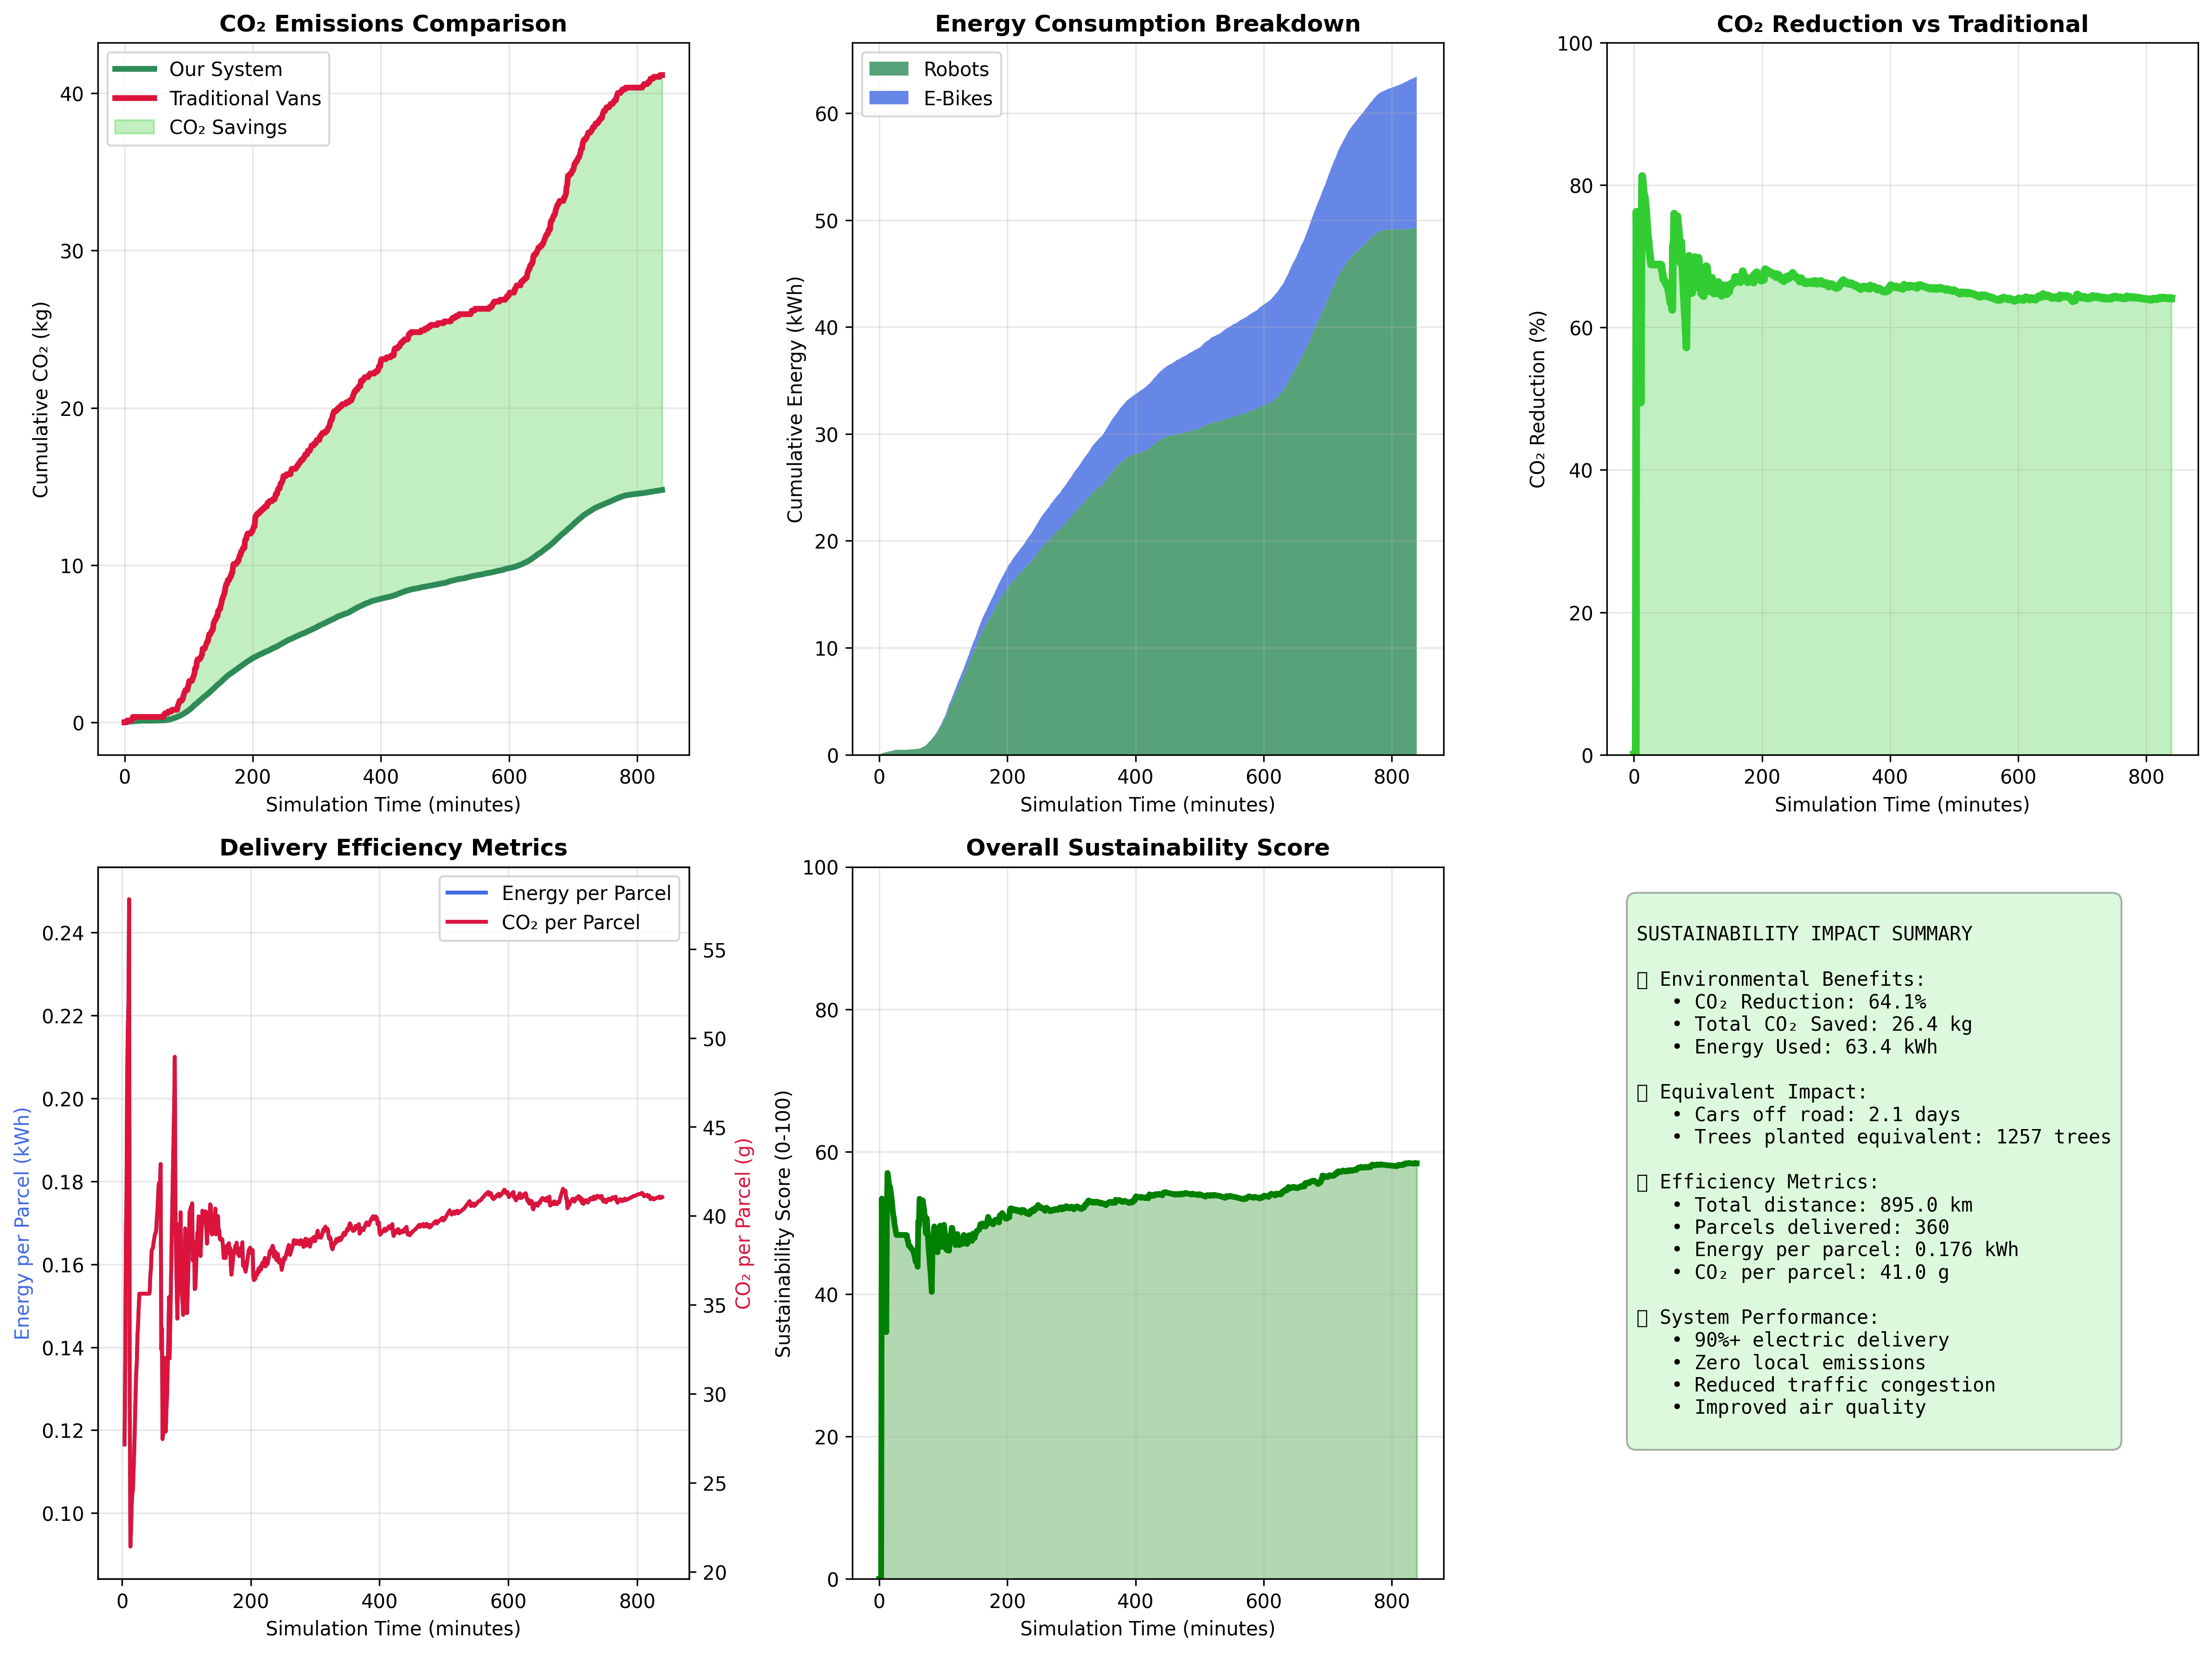 CO₂ Emissions Comparison
Our System
Traditional Vans
CO₂ Savings
Cumulative CO₂ (kg)
40
30
20
10
0
0 200 400 600 800
Simulation Time (minutes)
Energy Consumption Breakdown
Robots
E-Bikes
Cumulative Energy (kWh)
60
50
40
30
20
10
0
0 200 400 600 800
Simulation Time (minutes)
CO₂ Reduction vs Traditional
CO₂ Reduction (%)
100
80
60
40
20
0
0 200 400 600 800
Simulation Time (minutes)
Delivery Efficiency Metrics
Energy per Parcel
CO₂ per Parcel
Energy per Parcel (kWh)
0.24
0.22
0.20
0.18
0.16
0.14
0.12
0.10
CO₂ per Parcel (g)
55
50
45
40
35
30
25
20
0 200 400 600 800
Simulation Time (minutes)
Overall Sustainability Score
Sustainability Score (0-100)
100
80
60
40
20
0
0 200 400 600 800
Simulation Time (minutes)
SUSTAINABILITY IMPACT SUMMARY
Environmental Benefits:
• CO₂ Reduction: 64.1%
• Total CO₂ Saved: 26.4 kg
• Energy Used: 63.4 kWh
Equivalent Impact:
• Cars off road: 2.1 days
• Trees planted equivalent: 1257 trees
Efficiency Metrics:
• Total distance: 895.0 km
• Parcels delivered: 360
• Energy per parcel: 0.176 kWh
• CO₂ per parcel: 41.0 g
System Performance:
• 90%+ electric delivery
• Zero local emissions
• Reduced traffic congestion
• Improved air quality